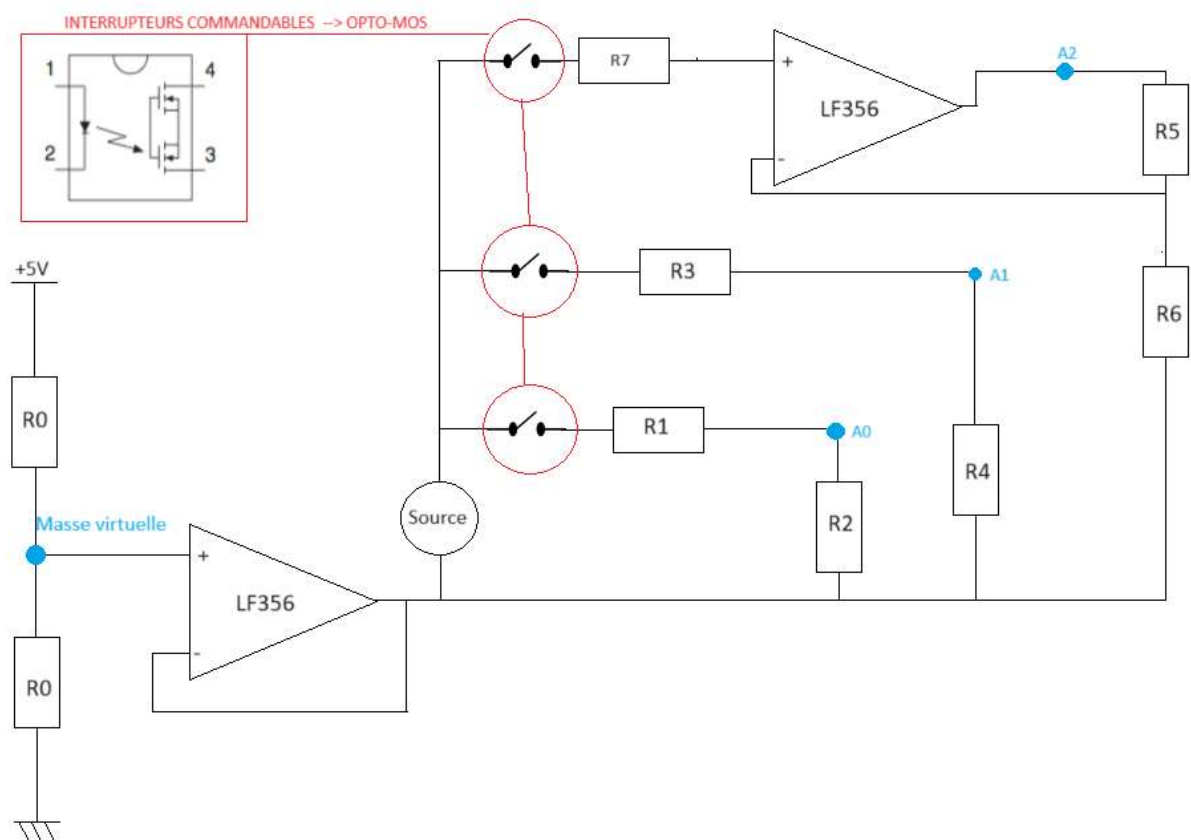 INTERRUPTEURS COMMANDABLES --> OPTO-MOS
1
4
2
3
R7
+
-
LF356
A2
R5
+5V
R3
A1
R6
R0
R1
A0
R4
Source
R2
Masse virtuelle
+
-
LF356
R0